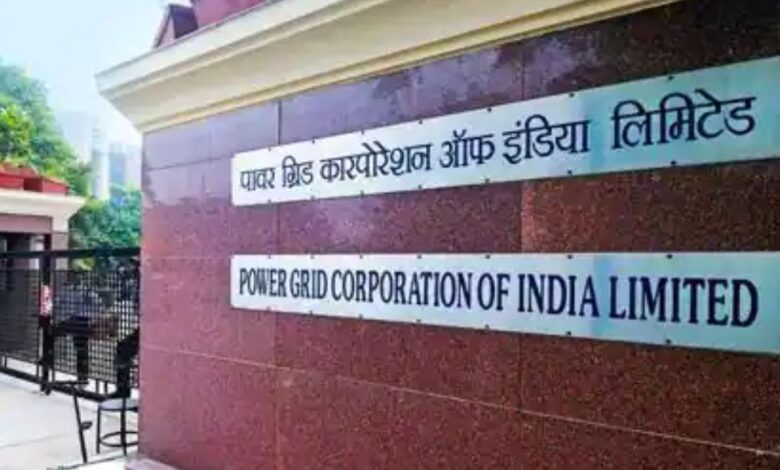 पावर ग्रिड कारपोरेशन ऑफ इंडिया लिमिटेड
POWER GRID CORPORATION OF INDIA LIMITED